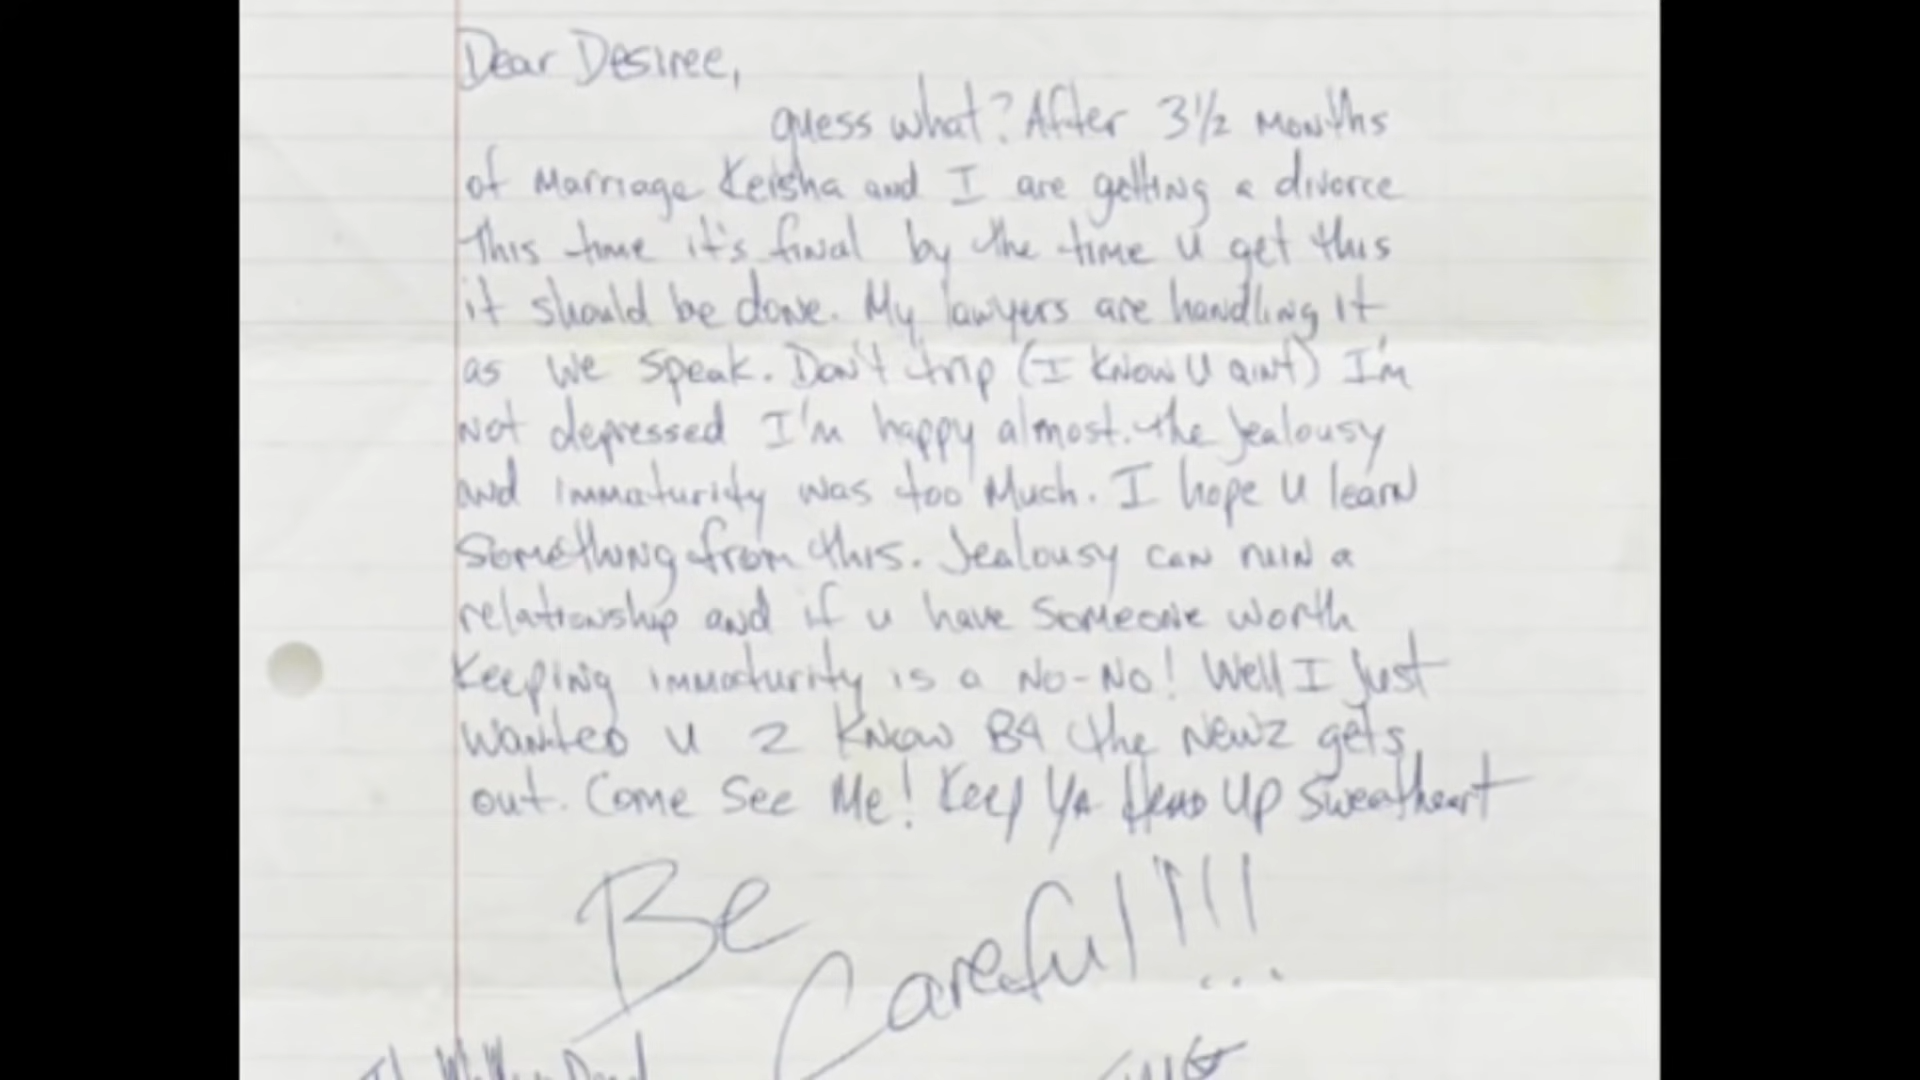 Dear Desiree,
guess what? After 3½ months
of Marriage Keisha and I are getting a divorce
This time it's final by the time u get this
it should be done. My lawyers are handling it
as we speak. Don't trip (I know U aint) I'm
not depressed I'm happy almost. the Jealousy
and immaturity was too Much. I hope U learn
Something from this. Jealousy can ruin a
relationship and if u have Someone worth
Keeping immaturity is a No-No! Well I Just
Wanted U 2 Know B4 the Newz gets
out. Come See Me! Keep Ya Head Up Sweatheart
Be
Careful!!!...